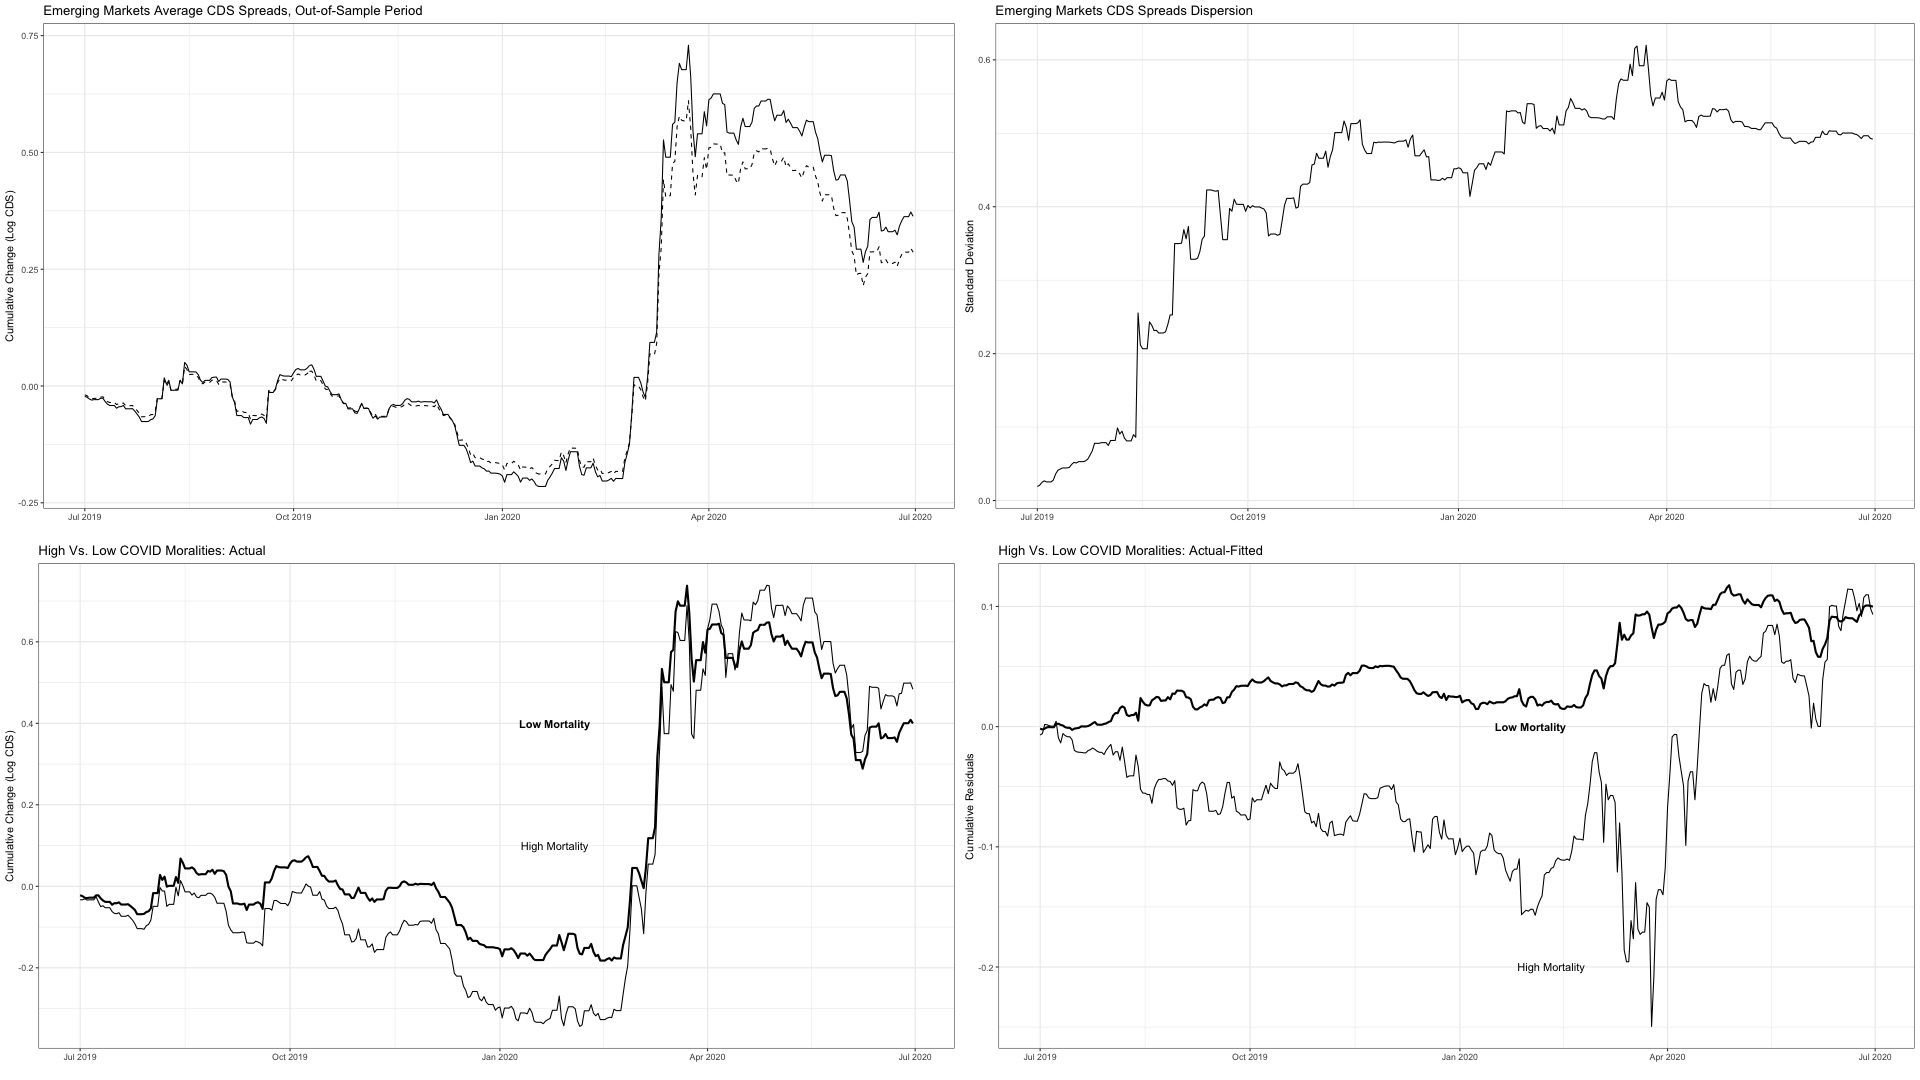 Emerging Markets Average CDS Spreads, Out-of-Sample Period
Cumulative Change (Log CDS)
0.75
0.50
0.25
0.00
-0.25
Jul 2019
Oct 2019
Jan 2020
Apr 2020
Jul 2020
Emerging Markets CDS Spreads Dispersion
Standard Deviation
0.6
0.4
0.2
0.0
Jul 2019
Oct 2019
Jan 2020
Apr 2020
Jul 2020
High Vs. Low COVID Moralities: Actual
Cumulative Change (Log CDS)
0.6
0.4
0.2
0.0
-0.2
Low Mortality
High Mortality
Jul 2019
Oct 2019
Jan 2020
Apr 2020
Jul 2020
High Vs. Low COVID Moralities: Actual-Fitted
Cumulative Residuals
0.1
0.0
-0.1
-0.2
Low Mortality
High Mortality
Jul 2019
Oct 2019
Jan 2020
Apr 2020
Jul 2020